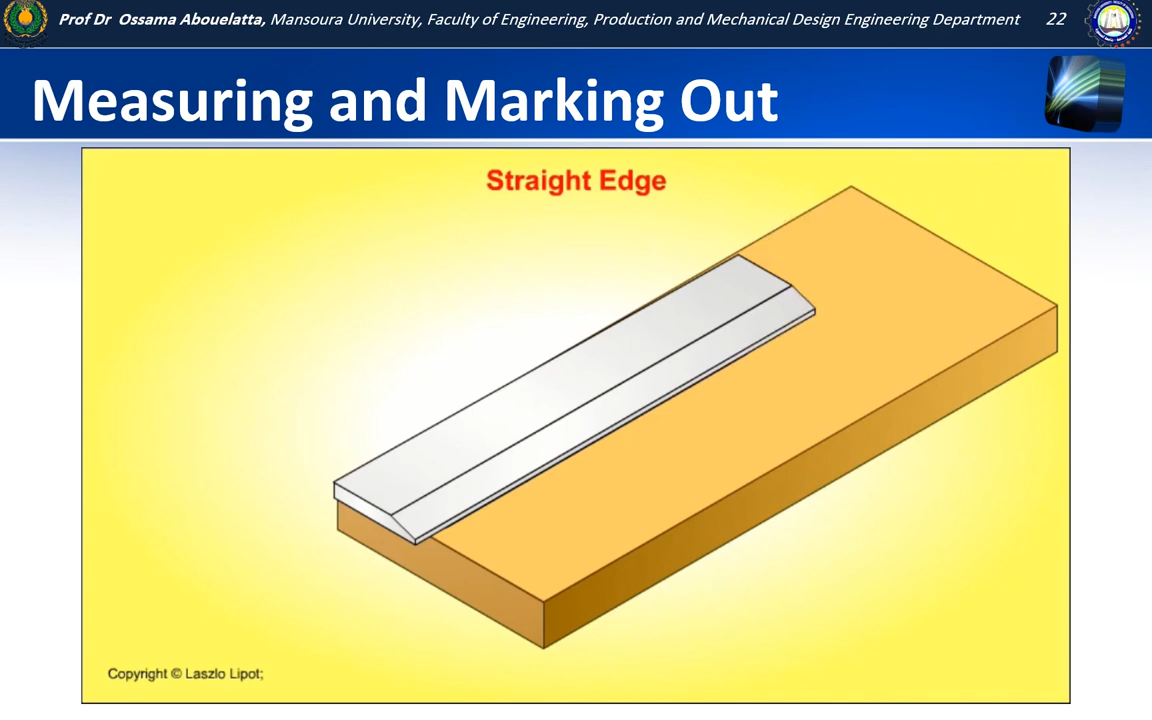 Prof Dr Ossama Abouelatta, Mansoura University, Faculty of Engineering, Production and Mechanical Design Engineering Department 22
Measuring and Marking Out
Straight Edge
Copyright © Laszlo Lipot;